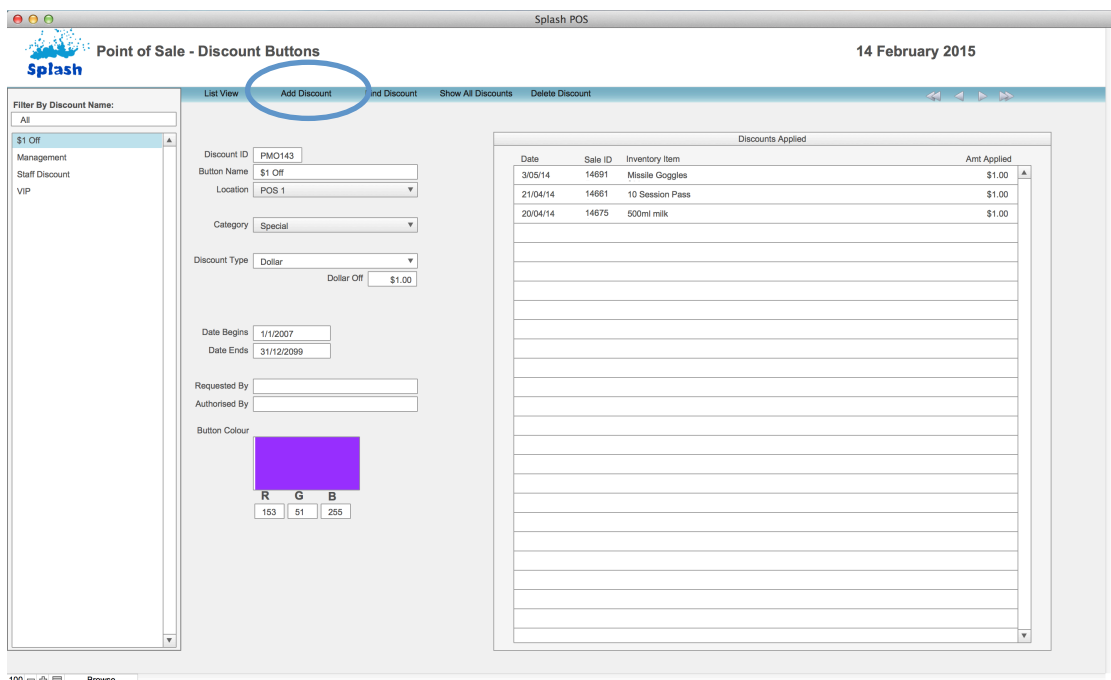 Splash POS
Splash
Point of Sale - Discount Buttons
14 February 2015
List View Add Discount Find Discount Show All Discounts Delete Discount
Filter By Discount Name:
All
$1 Off
Management
Staff Discount
VIP
Discount ID PMO143
Button Name $1 Off
Location POS 1
Category Special
Discount Type Dollar
Dollar Off $1.00
Date Begins 1/1/2007
Date Ends 31/12/2099
Requested By
Authorised By
Button Colour
R G B
153 51 255
Discounts Applied
Date Sale ID Inventory Item Amt Applied
3/05/14 14691 Missile Goggles $1.00
21/04/14 14661 10 Session Pass $1.00
20/04/14 14675 500ml milk $1.00
100 Browse